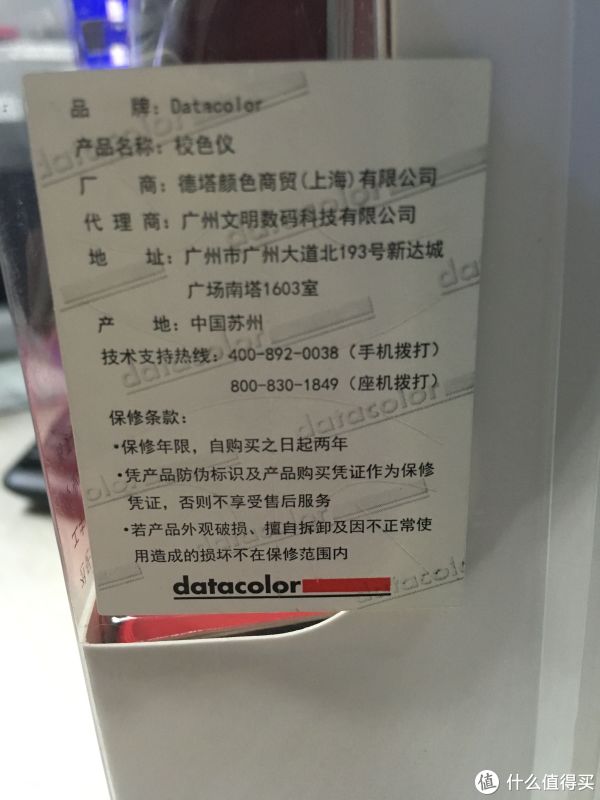 品 牌：Datacolor
产品名称：校色仪
厂 商：德塔颜色商贸(上海)有限公司
代 理 商：广州文明数码科技有限公司
地 址：广州市广州大道北193号新达城
广场南塔1603室
产 地：中国苏州
技术支持热线：400-892-0038（手机拨打）
800-830-1849（座机拨打）
保修条款：
·保修年限，自购买之日起两年
·凭产品防伪标识及产品购买凭证作为保修
凭证，否则不享受售后服务
·若产品外观破损、擅自拆卸及因不正常使
用造成的损坏不在保修范围内
datacolor
值 什么值得买